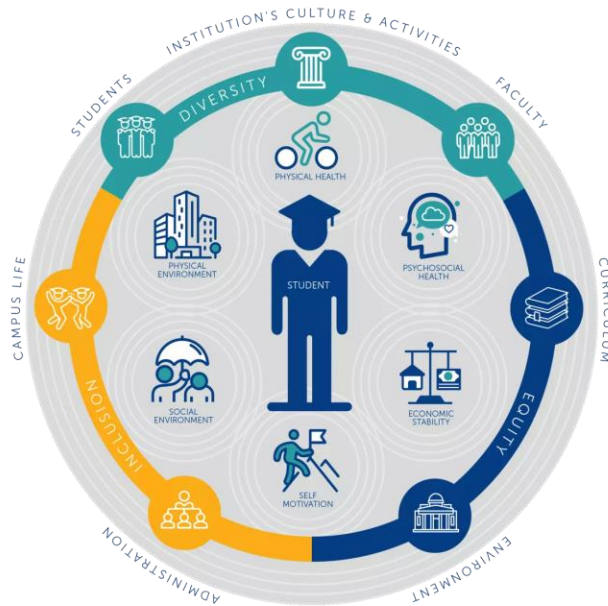 INSTITUTION'S CULTURE & ACTIVITIES
STUDENTS
DIVERSITY
FACULTY
PHYSICAL HEALTH
PHYSICAL
ENVIRONMENT
PSYCHOSOCIAL
HEALTH
STUDENT
CAMPUS LIFE
CURRICULUM
SOCIAL
ENVIRONMENT
ECONOMIC
STABILITY
INCLUSION
EQUITY
SELF
MOTIVATION
ADMINISTRATION
ENVIRONMENT